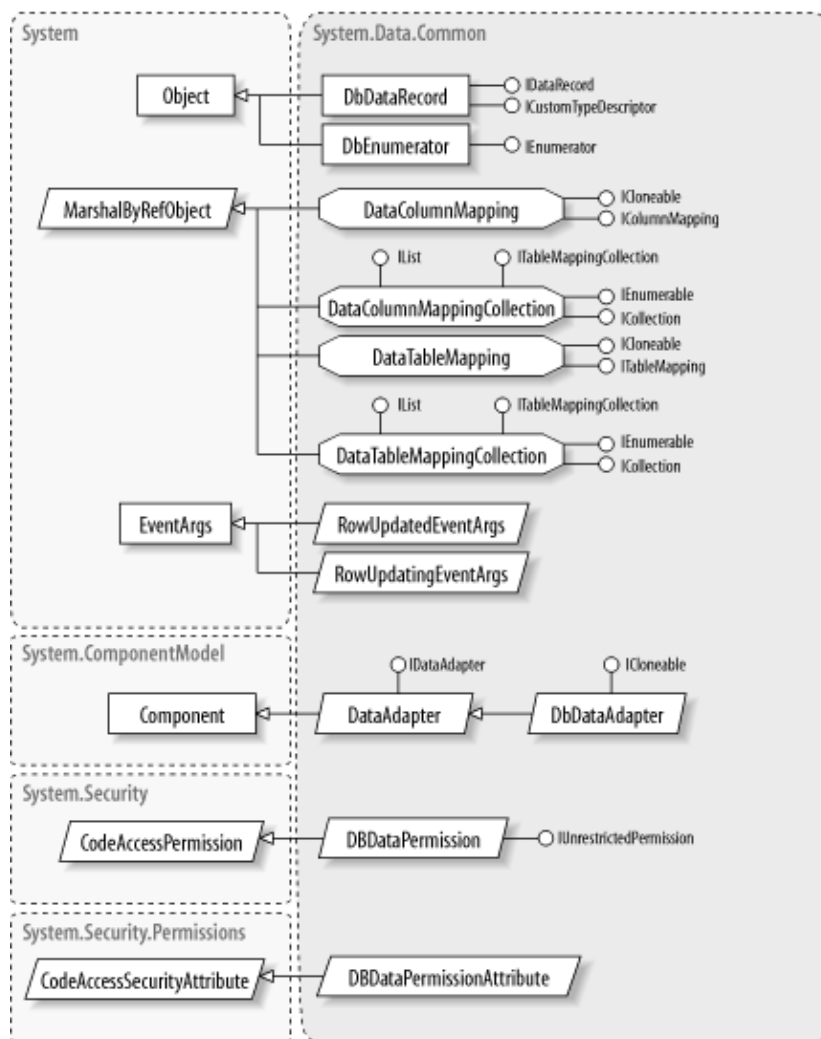 System
System.Data.Common
Object
DbDataRecord
IDataRecord
ICustomTypeDescriptor
DbEnumerator
IEnumerator
MarshalByRefObject
DataColumnMapping
ICloneable
IColumnMapping
IList
ITableMappingCollection
DataColumnMappingCollection
IEnumerable
ICollection
DataTableMapping
ICloneable
ITableMapping
IList
ITableMappingCollection
DataTableMappingCollection
IEnumerable
ICollection
EventArgs
RowUpdatedEventArgs
RowUpdatingEventArgs
System.ComponentModel
IDataAdapter
ICloneable
Component
DataAdapter
DbDataAdapter
System.Security
CodeAccessPermission
DBDataPermission
IUnrestrictedPermission
System.Security.Permissions
CodeAccessSecurityAttribute
DBDataPermissionAttribute